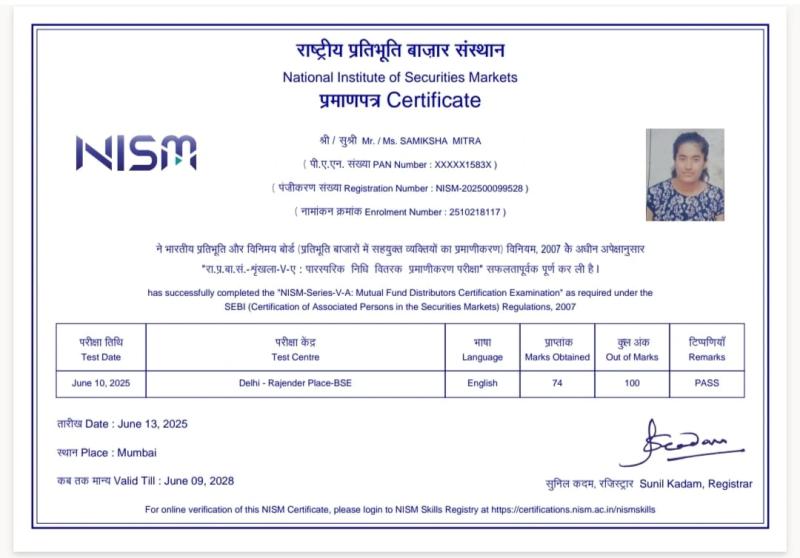 राष्ट्रीय प्रतिभूति बाज़ार संस्थान
National Institute of Securities Markets
प्रमाणपत्र Certificate
NISM
श्री / सुश्री Mr. / Ms. SAMIKSHA MITRA
( पी.ए.एन. संख्या PAN Number : XXXXX1583X )
( पंजीकरण संख्या Registration Number : NISM-202500099528 )
( नामांकन क्रमांक Enrolment Number : 2510218117 )
ने भारतीय प्रतिभूति और विनिमय बोर्ड (प्रतिभूति बाजारों में सहयुक्त व्यक्तियों का प्रमाणीकरण) विनियम, 2007 के अधीन अपेक्षानुसार
"रा.प्र.बा.सं.-शृंखला-V-ए : पारस्परिक निधि वितरक प्रमाणीकरण परीक्षा" सफलतापूर्वक पूर्ण कर ली है।
has successfully completed the "NISM-Series-V-A: Mutual Fund Distributors Certification Examination" as required under the
SEBI (Certification of Associated Persons in the Securities Markets) Regulations, 2007
परीक्षा तिथि परीक्षा केंद्र भाषा प्राप्तांक कुल अंक टिप्पणियाँ
Test Date Test Centre Language Marks Obtained Out of Marks Remarks
June 10, 2025 Delhi - Rajender Place-BSE English 74 100 PASS
तारीख Date : June 13, 2025
स्थान Place : Mumbai
कब तक मान्य Valid Till : June 09, 2028
सुनिल कदम, रजिस्ट्रार Sunil Kadam, Registrar
For online verification of this NISM Certificate, please login to NISM Skills Registry at https://certifications.nism.ac.in/nismskills